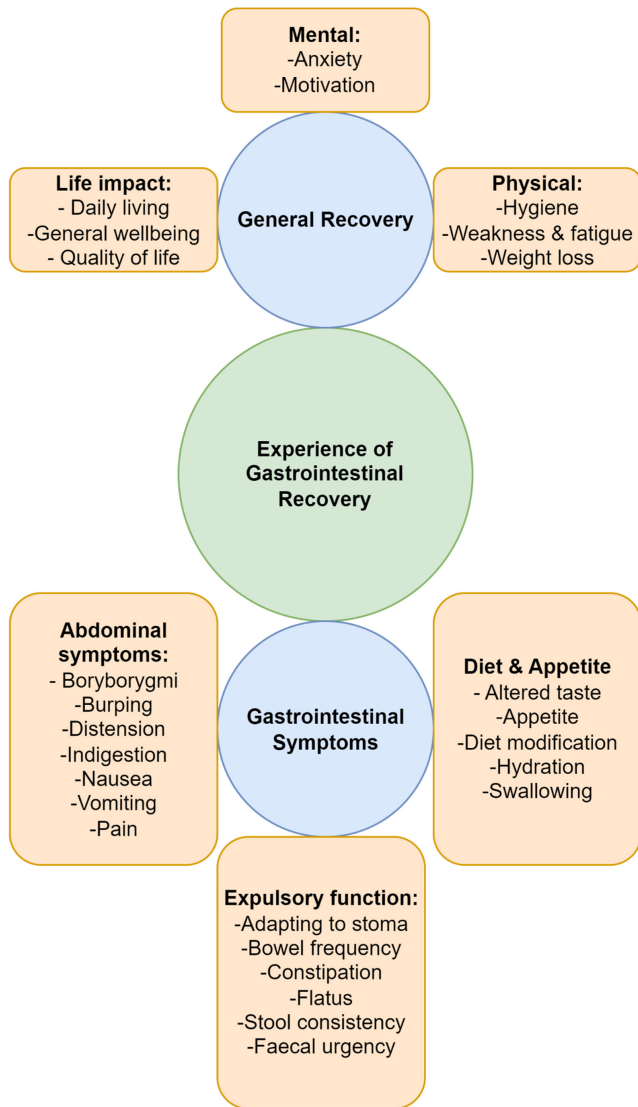 Mental:
-Anxiety
-Motivation
Life impact:
- Daily living
-General wellbeing
- Quality of life
General Recovery
Physical:
-Hygiene
-Weakness & fatigue
-Weight loss
Experience of
Gastrointestinal
Recovery
Abdominal
symptoms:
- Boryborygmi
-Burping
-Distension
-Indigestion
-Nausea
-Vomiting
-Pain
Gastrointestinal
Symptoms
Diet & Appetite
- Altered taste
-Appetite
-Diet modification
-Hydration
-Swallowing
Expulsory function:
-Adapting to stoma
-Bowel frequency
-Constipation
-Flatus
-Stool consistency
-Faecal urgency